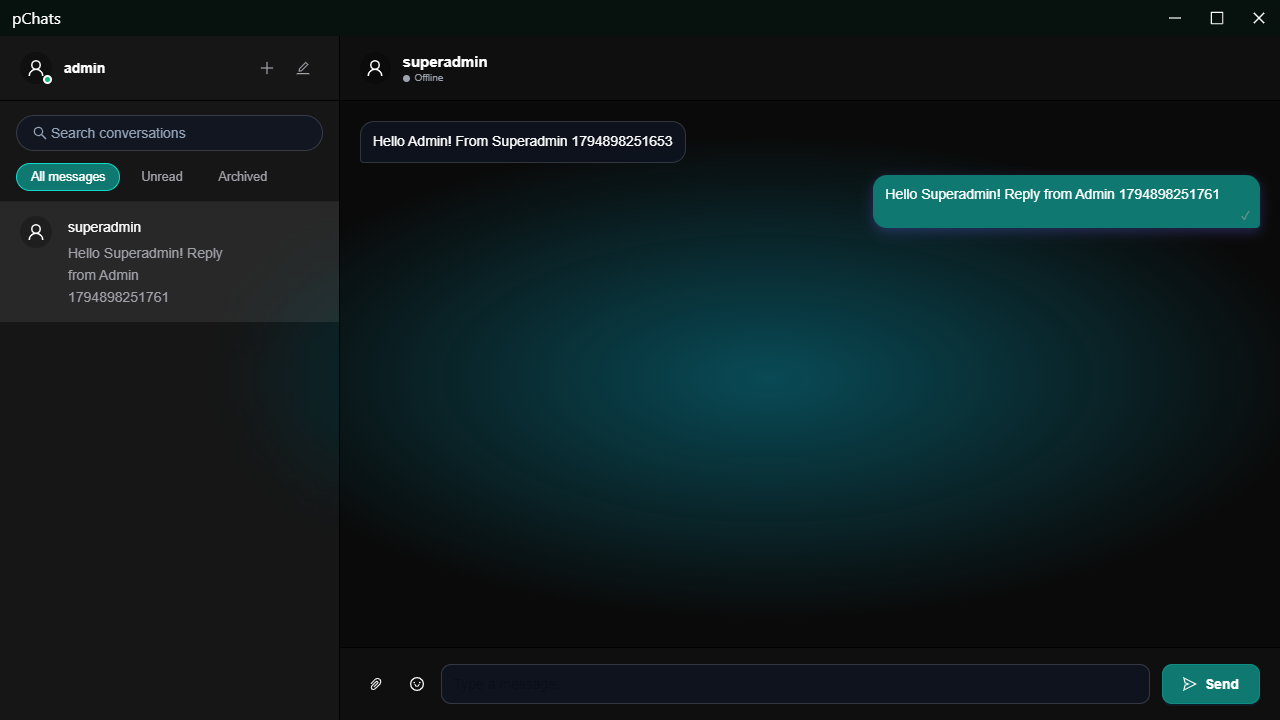 pChats
admin
Search conversations
All messages
Unread
Archived
superadmin
Hello Superadmin! Reply
from Admin
1794898251761
superadmin
Offline
Hello Admin! From Superadmin 1794898251653
Hello Superadmin! Reply from Admin 1794898251761
Send